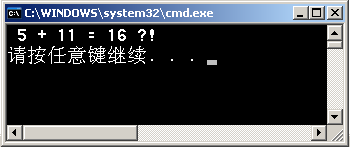 C:\WINDOWS\system32\cmd.exe
5 + 11 = 16 ?!
请按任意键继续. . .